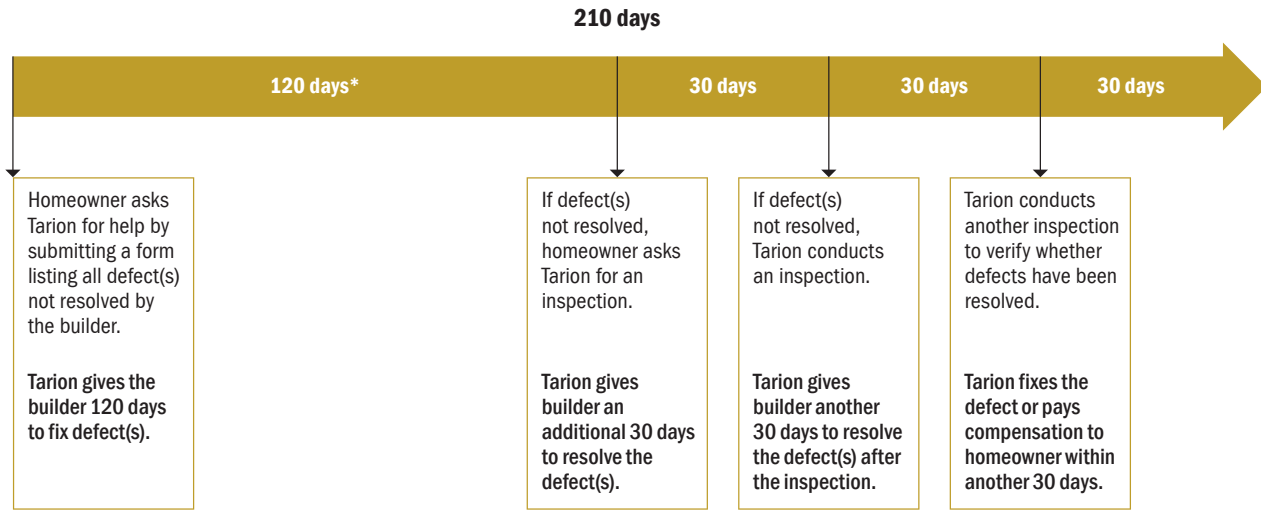 210 days
120 days*
30 days
30 days
30 days
Homeowner asks
Tarion for help by
submitting a form
listing all defect(s)
not resolved by
the builder.
Tarion gives the
builder 120 days
to fix defect(s).
If defect(s)
not resolved,
homeowner asks
Tarion for an
inspection.
Tarion gives
builder an
additional 30 days
to resolve the
defect(s).
If defect(s)
not resolved,
Tarion conducts
an inspection.
Tarion gives
builder another
30 days to resolve
the defect(s) after
the inspection.
Tarion conducts
another inspection
to verify whether
defects have been
resolved.
Tarion fixes the
defect or pays
compensation to
homeowner within
another 30 days.